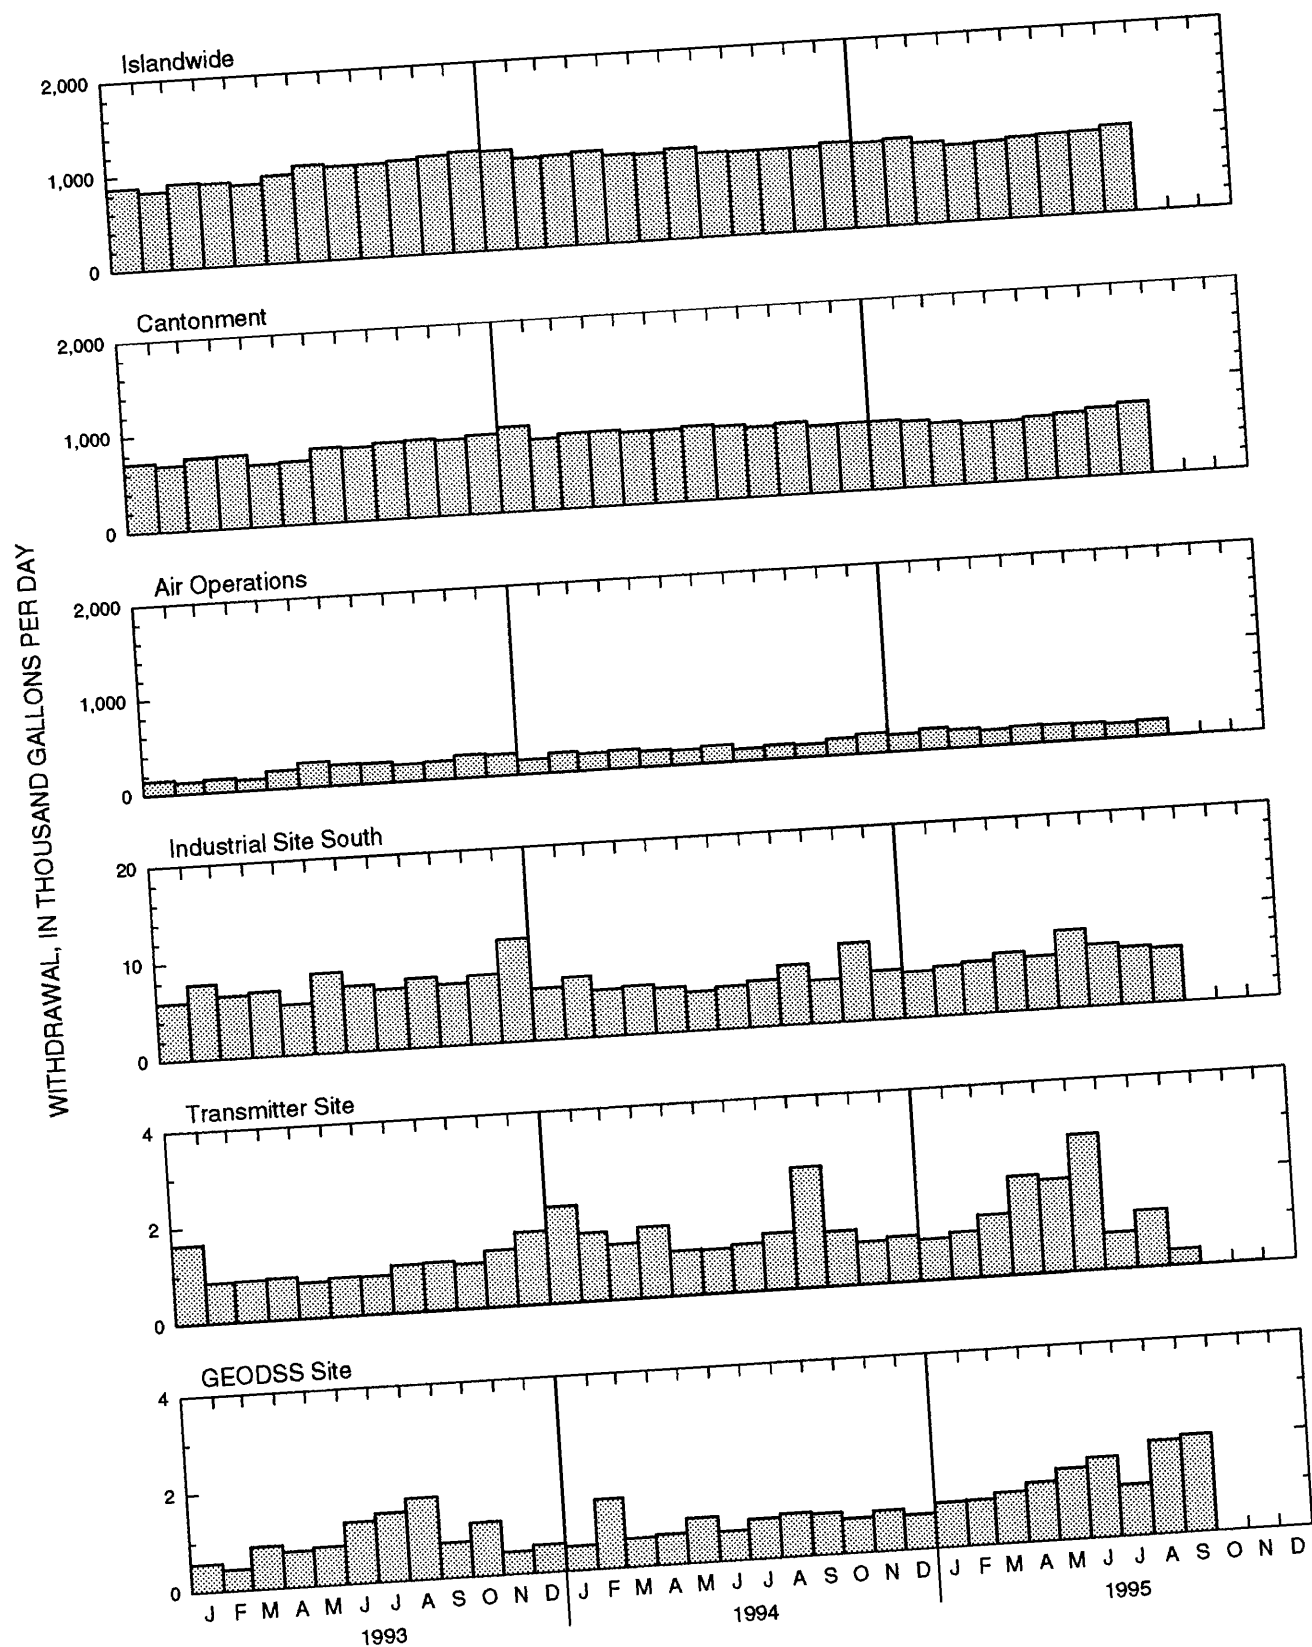 Islandwide
2,000
1,000
0
Cantonment
2,000
1,000
0
Air Operations
2,000
1,000
0
WITHDRAWAL, IN THOUSAND GALLONS PER DAY
Industrial Site South
20
10
0
Transmitter Site
4
2
0
GEODSS Site
4
2
0
J F M A M J J A S O N D J F M A M J J A S O N D J F M A M J J A S O N D
1993 1994 1995